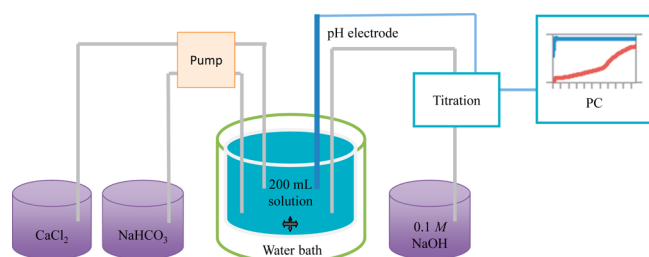 pH electrode
Pump
Titration
PC
200 mL
solution
CaCl₂
NaHCO₃
0.1 M
NaOH
Water bath